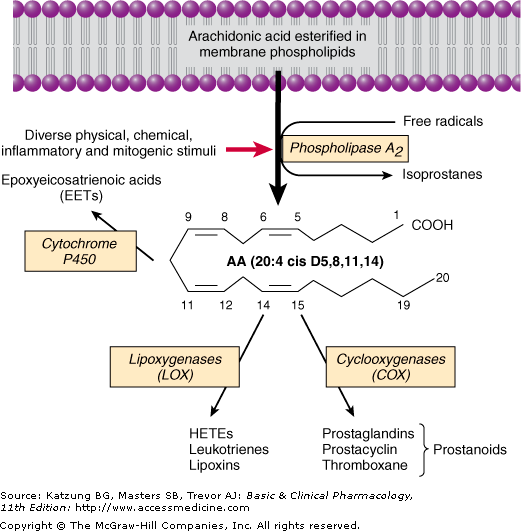 Arachidonic acid esterified in
membrane phospholipids
Diverse physical, chemical,
inflammatory and mitogenic stimuli
Free radicals
Phospholipase A2
Isoprostanes
Epoxyeicosatrienoic acids
(EETs)
Cytochrome
P450
9 8 6 5 1
COOH
AA (20:4 cis D5,8,11,14)
20
11 12 14 15 19
Lipoxygenases
(LOX)
Cyclooxygenases
(COX)
HETEs
Leukotrienes
Lipoxins
Prostaglandins
Prostacyclin
Thromboxane
Prostanoids
Source: Katzung BG, Masters SB, Trevor AJ: Basic & Clinical Pharmacology,
11th Edition: http://www.accessmedicine.com
Copyright © The McGraw-Hill Companies, Inc. All rights reserved.